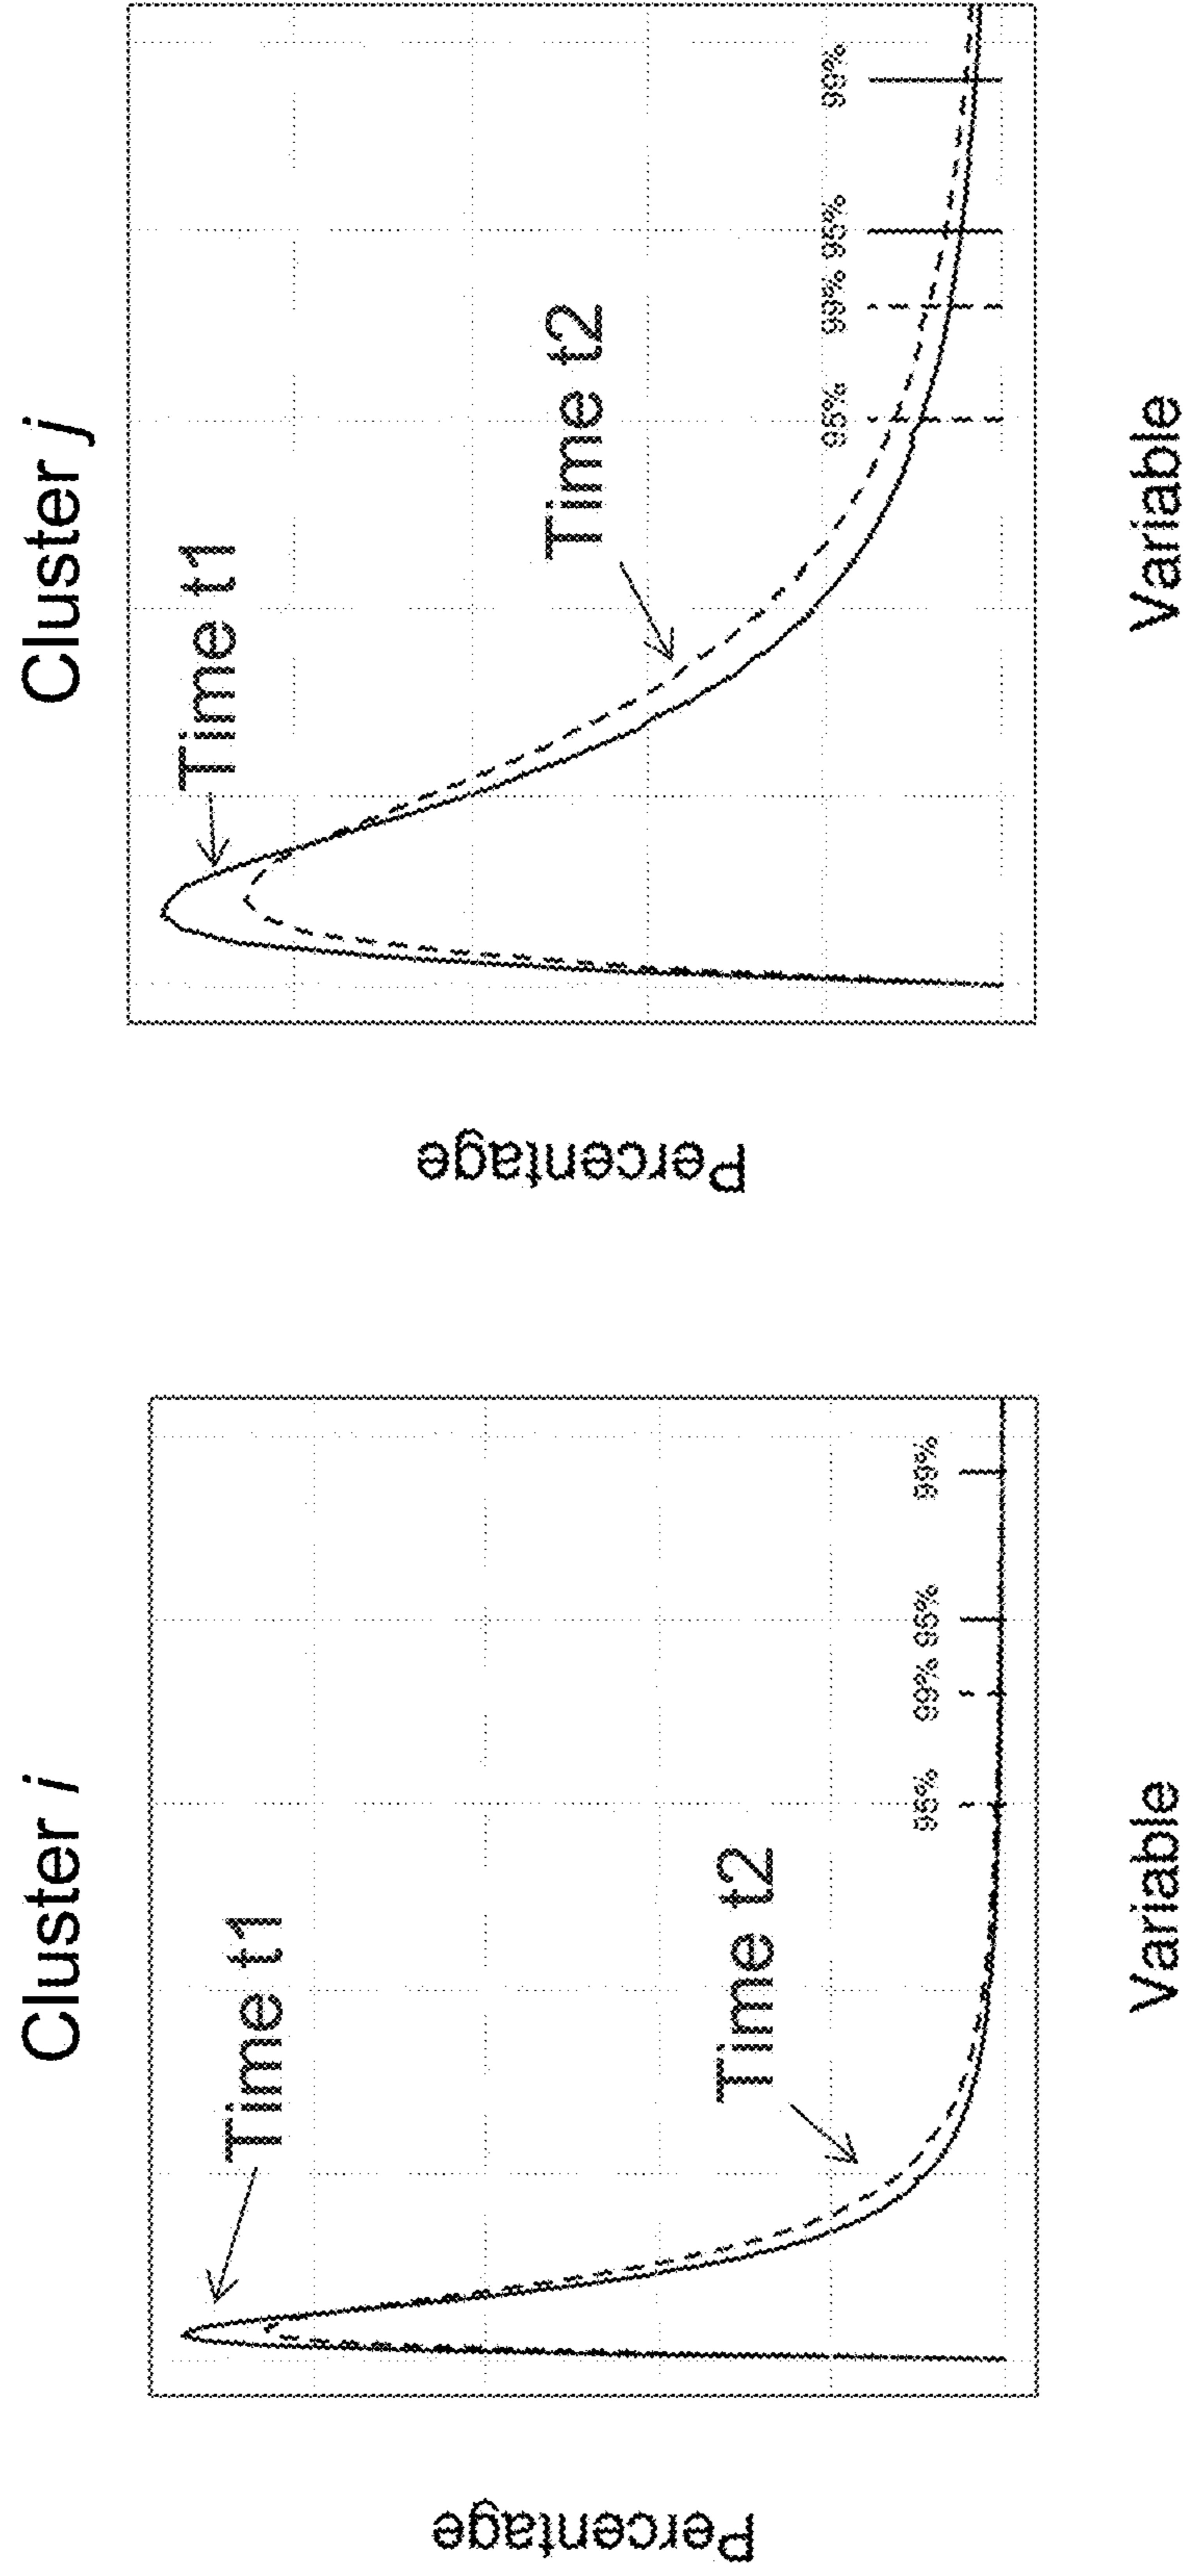 Cluster i
Time t1
Time t2
95% 99% 95% 99%
Percentage
Variable
Cluster j
Time t1
Time t2
95% 99% 95% 99%
Percentage
Variable